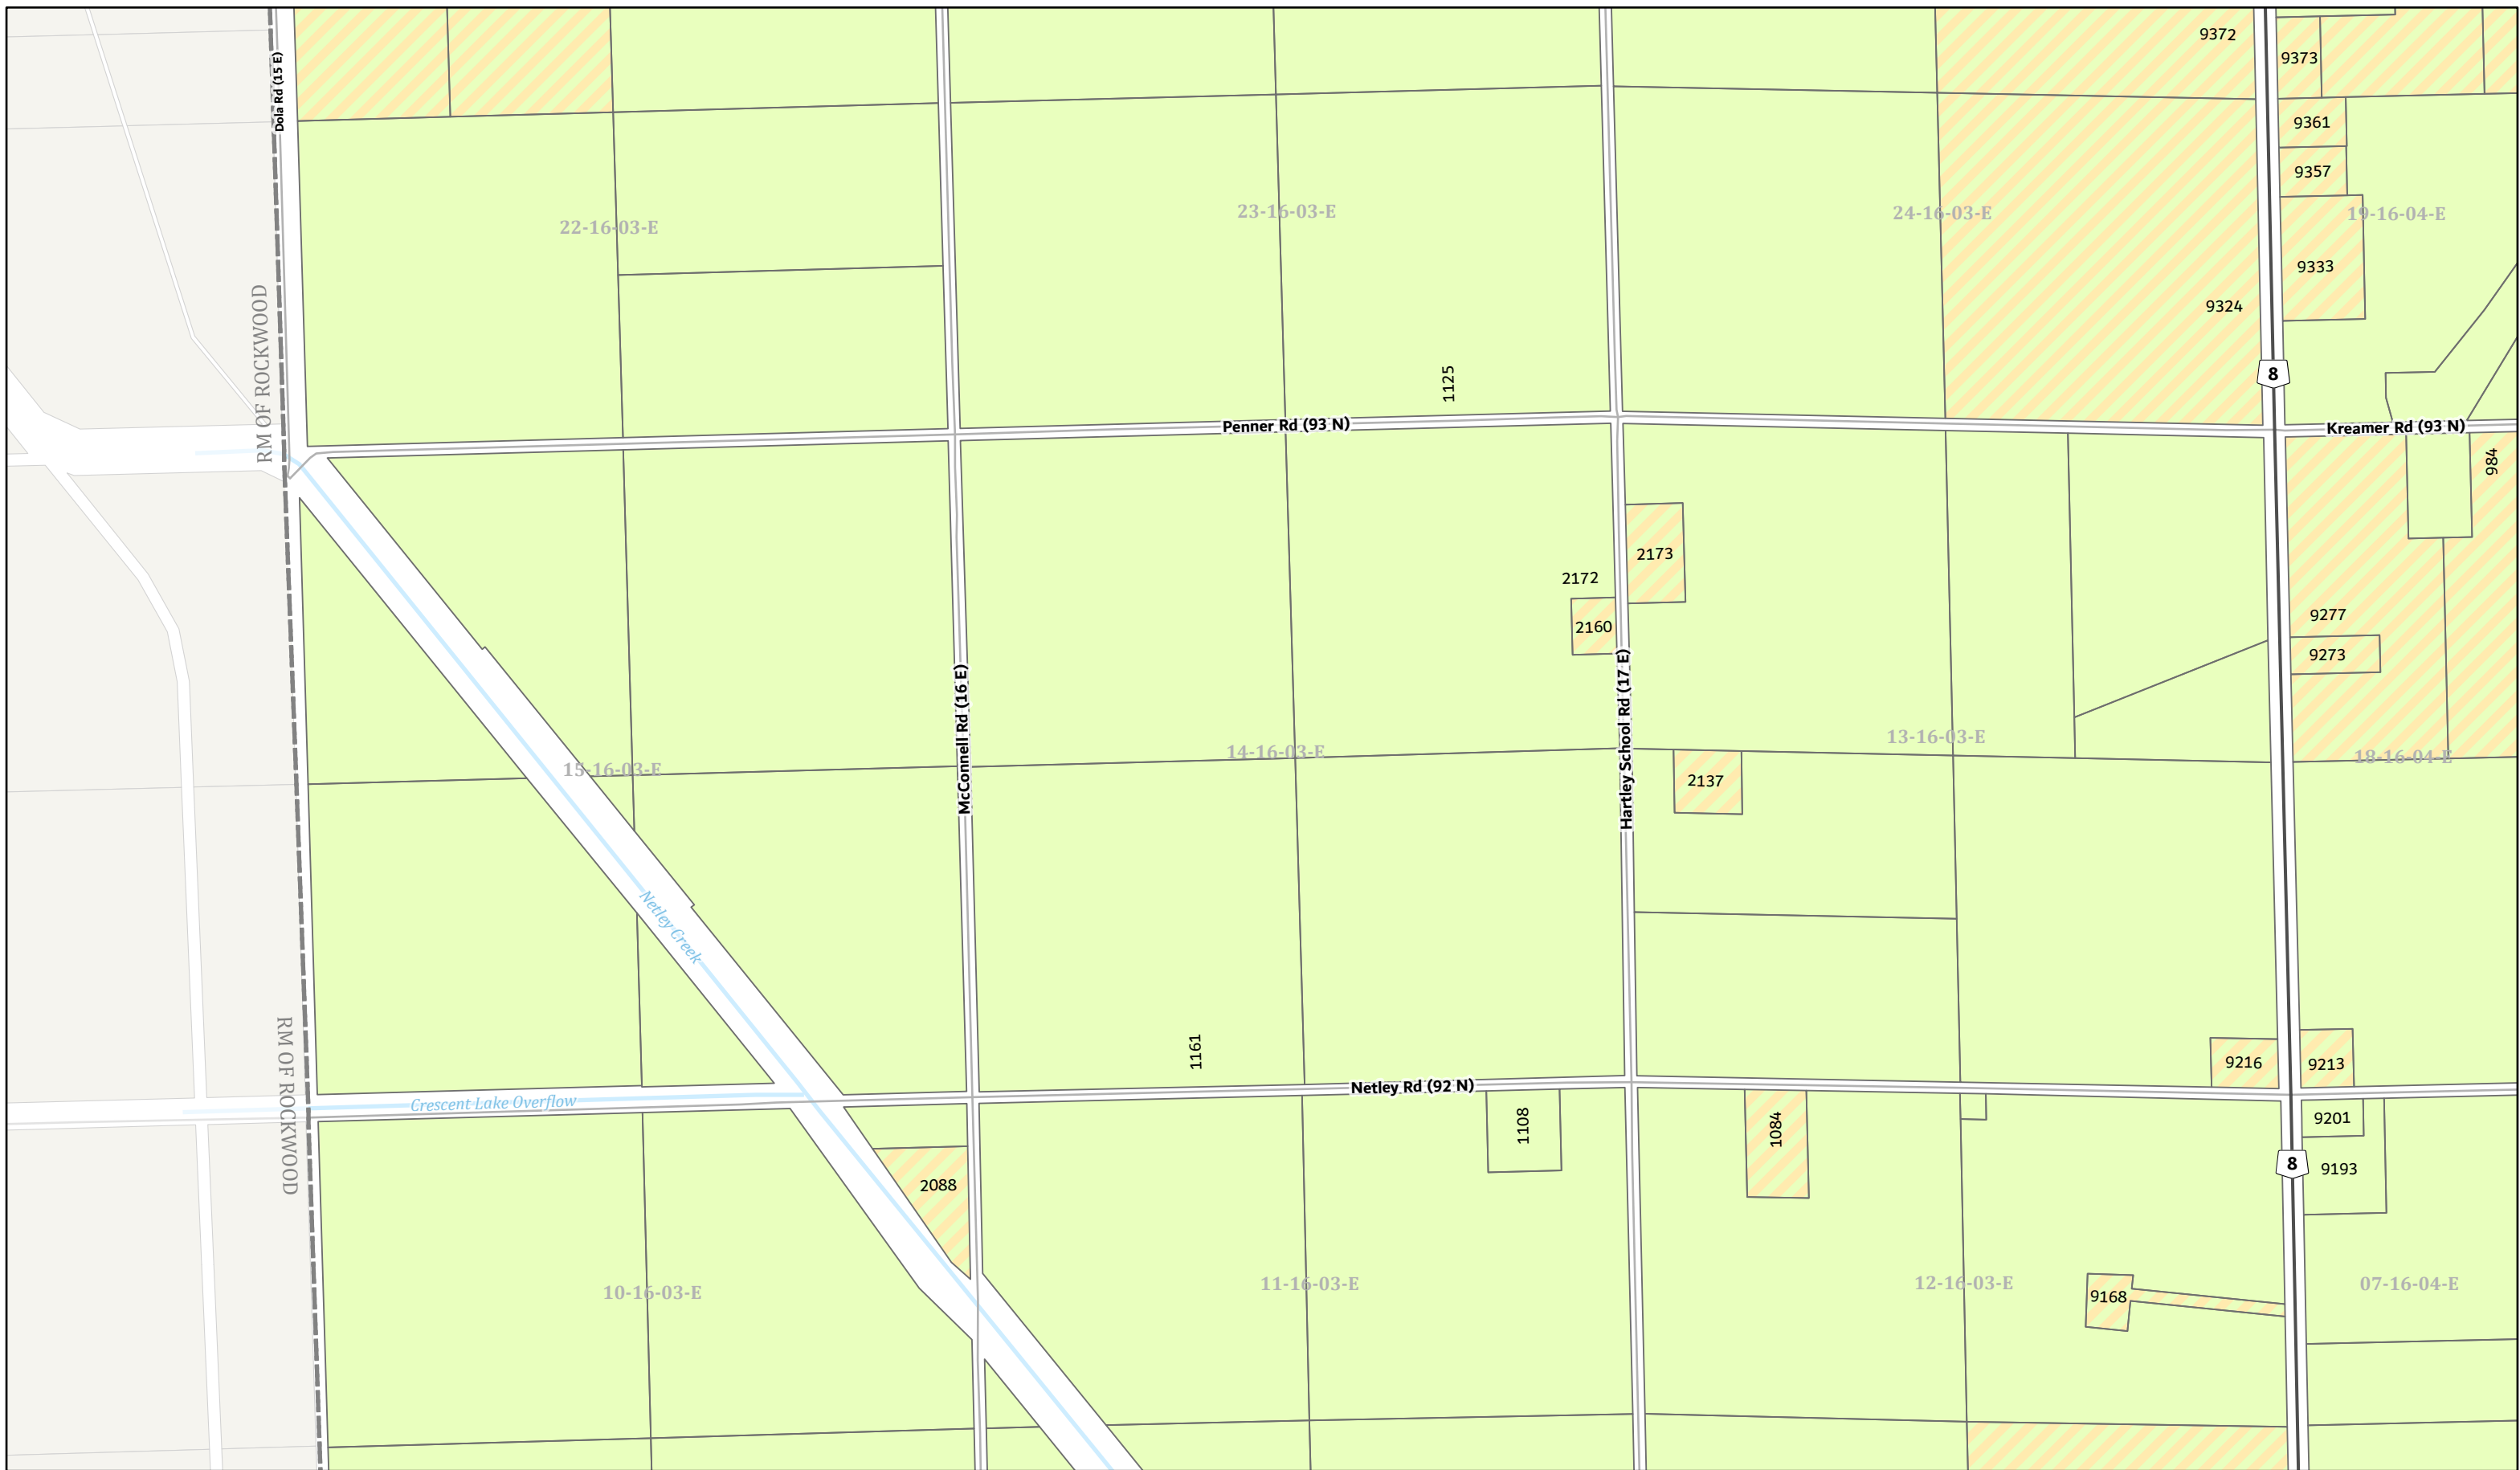 Dola Rd (15 E)
9372
9373
9361
9357
22-16-03-E
23-16-03-E
24-16-03-E
19-16-04-E
9333
9324
RM OF ROCKWOOD
1125
8
Penner Rd (93 N)
Kreamer Rd (93 N)
984
2173
2172
2160
9277
9273
McConnell Rd (16 E)
Hartley School Rd (17 E)
15-16-03-E
14-16-03-E
13-16-03-E
18-16-04-E
2137
Netley Creek
RM OF ROCKWOOD
1161
9216
9213
Crescent Lake Overflow
Netley Rd (92 N)
1108
1084
9201
8
9193
2088
10-16-03-E
11-16-03-E
12-16-03-E
07-16-04-E
9168